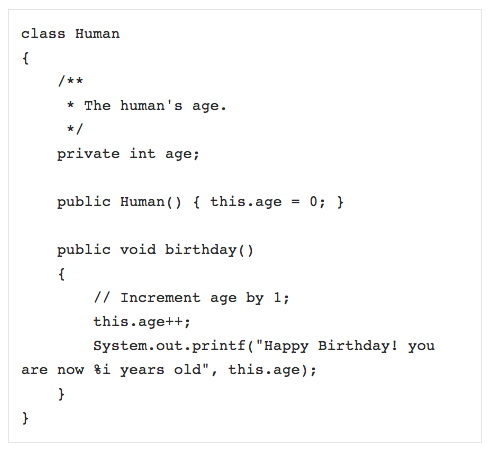 class Human
{
    /**
     * The human's age.
     */
    private int age;

    public Human() { this.age = 0; }

    public void birthday()
    {
        // Increment age by 1;
        this.age++;
        System.out.printf("Happy Birthday! you
are now %i years old", this.age);
    }
}